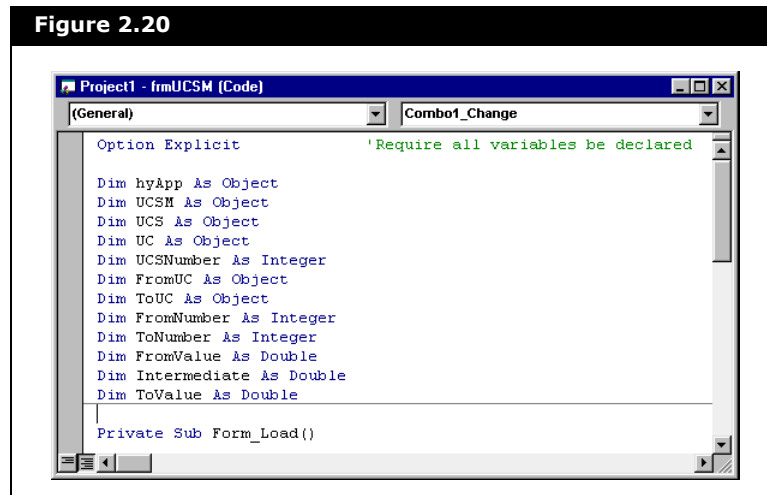 Figure 2.20
Project1 - frmUCSM (Code)
(General) Combo1_Change
Option Explicit 'Require all variables be declared
Dim hyApp As Object
Dim UCSM As Object
Dim UCS As Object
Dim UC As Object
Dim UCSNumber As Integer
Dim FromUC As Object
Dim ToUC As Object
Dim FromNumber As Integer
Dim ToNumber As Integer
Dim FromValue As Double
Dim Intermediate As Double
Dim ToValue As Double
Private Sub Form_Load()